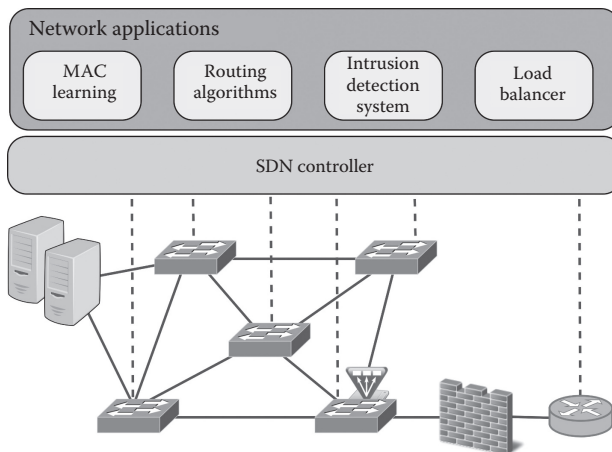 Network applications
MAC
learning
Routing
algorithms
Intrusion
detection
system
Load
balancer
SDN controller